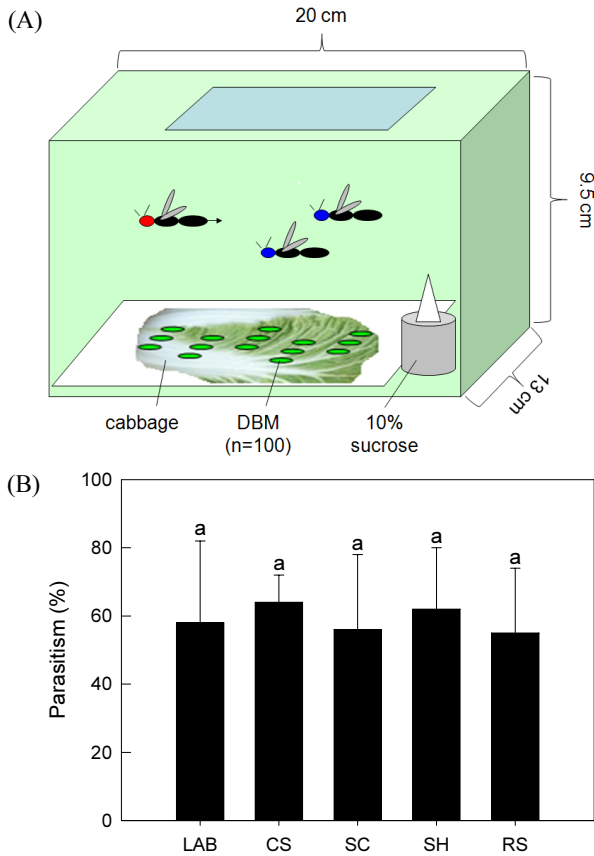 (A)
20 cm
9.5 cm
13 cm
cabbage
DBM
(n=100)
10%
sucrose
(B)
Parasitism (%)
100
80
60
40
20
0
a
a
a
a
a
LAB
CS
SC
SH
RS